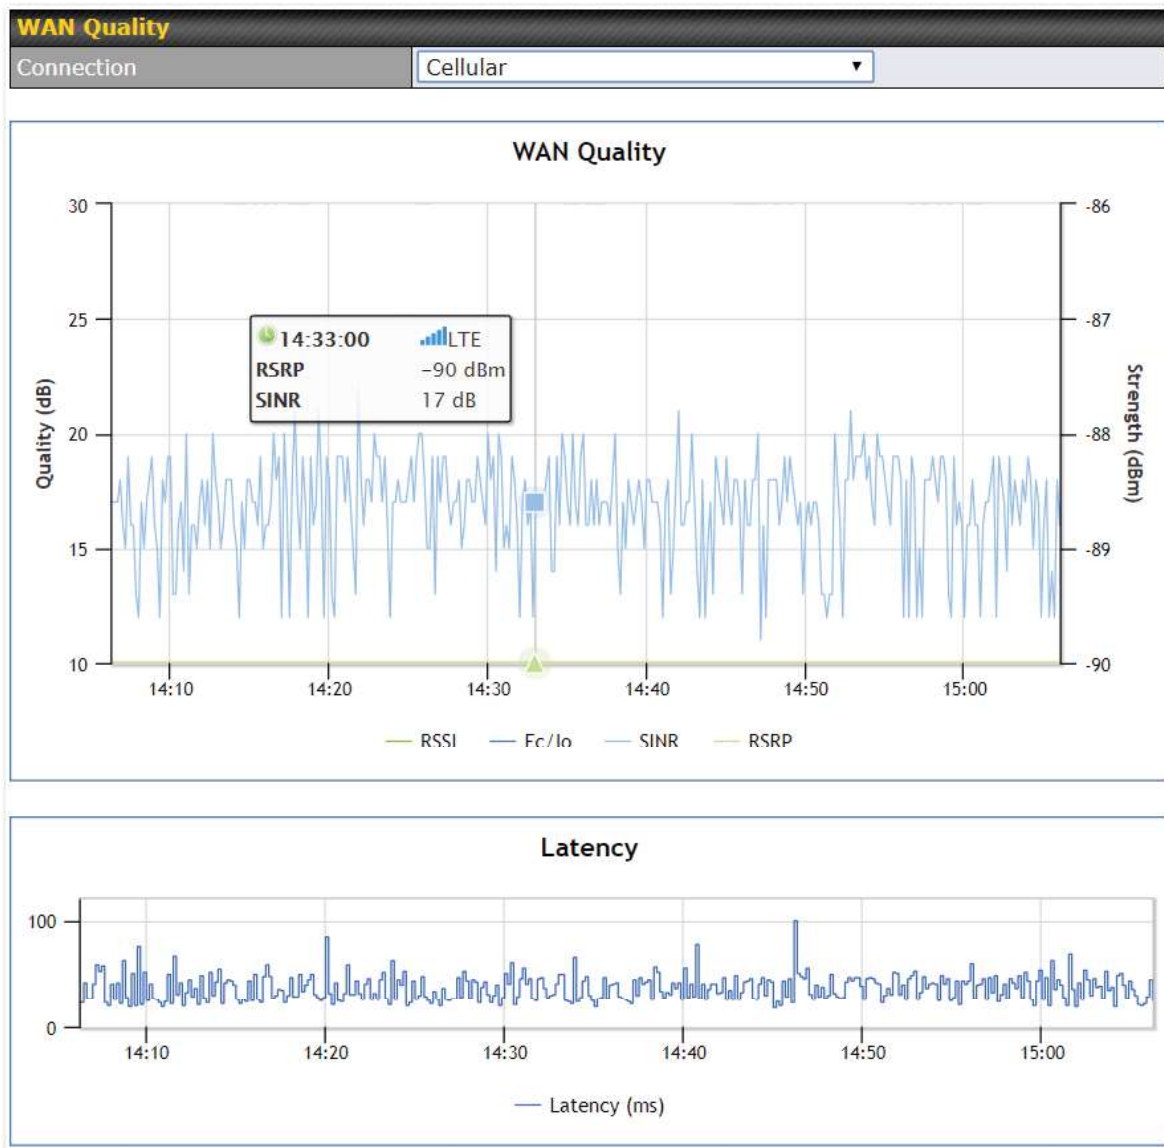 WAN Quality
Connection Cellular
WAN Quality
30 -86
25 -87
14:33:00 LTE
RSRP -90 dBm
SINR 17 dB
Quality (dB)
Strength (dBm)
20 -88
15 -89
10 -90
14:10 14:20 14:30 14:40 14:50 15:00
RSSI Ec/Io SINR RSRP
Latency
100
0
14:10 14:20 14:30 14:40 14:50 15:00
Latency (ms)